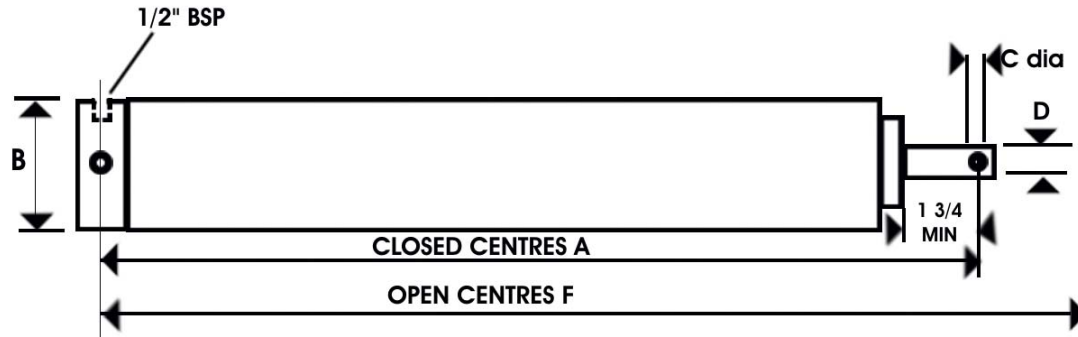 1/2" BSP
C dia
D
B
1 3/4
MIN
CLOSED CENTRES A
OPEN CENTRES F